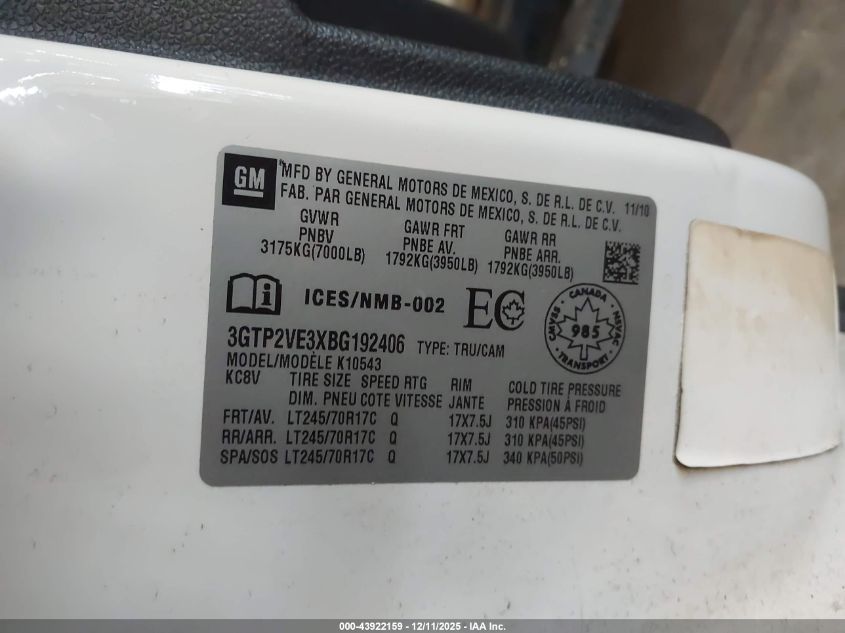 GM
MFD BY GENERAL MOTORS DE MEXICO, S. DE R.L. DE C.V. 11/10
FAB. PAR GENERAL MOTORS DE MEXICO, S. DE R.L. DE C.V.
GVWR GAWR FRT GAWR RR
PNBV PNBE AV. PNBE ARR.
3175KG(7000LB) 1792KG(3950LB) 1792KG(3950LB)
i ICES/NMB-002 EC
CANADA
CMVSS 985 NSVAC
TRANSPORT
3GTP2VE3XBG192406 TYPE: TRU/CAM
MODEL/MODÈLE K10543
KC8V TIRE SIZE SPEED RTG RIM COLD TIRE PRESSURE
DIM. PNEU COTE VITESSE JANTE PRESSION À FROID
FRT/AV. LT245/70R17C Q 17X7.5J 310 KPA(45PSI)
RR/ARR. LT245/70R17C Q 17X7.5J 310 KPA(45PSI)
SPA/SOS LT245/70R17C Q 17X7.5J 340 KPA(50PSI)
000-43922159 - 12/11/2025 - IAA Inc.